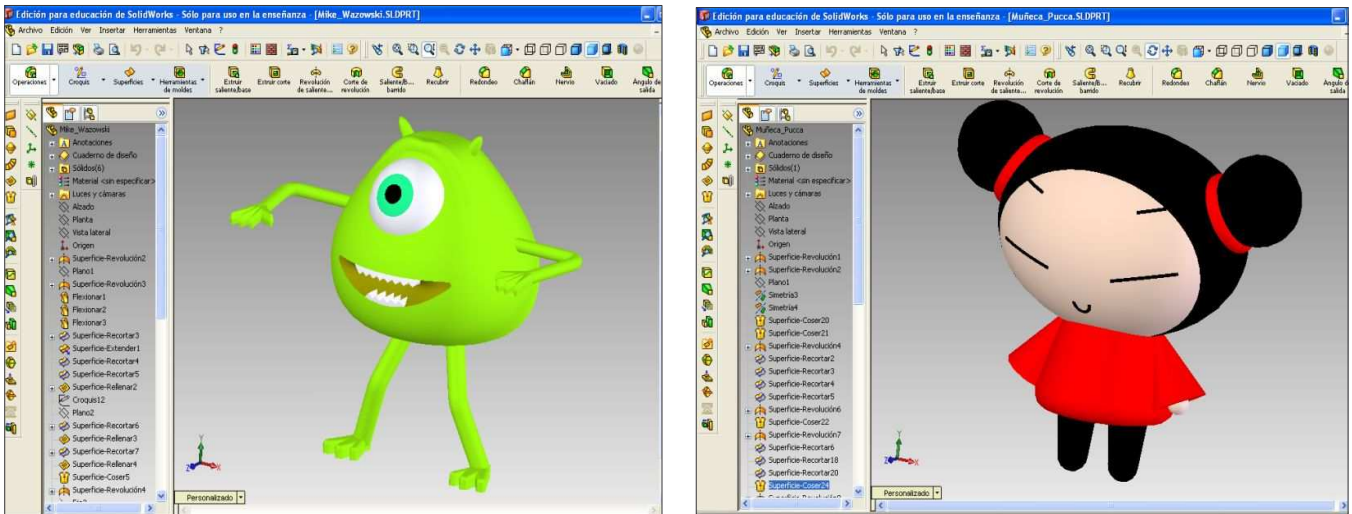 Edición para educación de SolidWorks - Sólo para uso en la enseñanza - [Mike_Wazowski.SLDPRT]
Archivo Edición Ver Insertar Herramientas Ventana ?
Operaciones Croquis Superficies Herramientas de moldes Extruir saliente/base Extruir corte Revolución de saliente... Corte de revolución Saliente/B... barrido Recubrir Redondeo Chaflán Nervio Vaciado Ángulo de salida
Mike_Wazowski
Anotaciones
Cuaderno de diseño
Sólidos(6)
Material <sin especificar>
Luces y cámaras
Alzado
Planta
Vista lateral
Origen
Superficie-Revolución2
Plano1
Superficie-Revolución3
Flexionar1
Flexionar2
Flexionar3
Superficie-Recortar3
Superficie-Extender1
Superficie-Recortar4
Superficie-Recortar5
Superficie-Rellenar2
Croquis12
Plano2
Superficie-Recortar6
Superficie-Rellenar3
Superficie-Recortar7
Superficie-Rellenar4
Superficie-Coser5
Superficie-Revolución4
Y
Z X
Personalizado
Edición para educación de SolidWorks - Sólo para uso en la enseñanza - [Muñeca_Pucca.SLDPRT]
Archivo Edición Ver Insertar Herramientas Ventana ?
Operaciones Croquis Superficies Herramientas de moldes Extruir saliente/base Extruir corte Revolución de saliente... Corte de revolución Saliente/B... barrido Recubrir Redondeo Chaflán Nervio Vaciado Ángulo d salida
Muñeca_Pucca
Anotaciones
Cuaderno de diseño
Sólidos(1)
Material <sin especificar>
Luces y cámaras
Alzado
Planta
Vista lateral
Origen
Superficie-Revolución1
Superficie-Revolución2
Plano1
Simetría3
Simetría4
Superficie-Coser20
Superficie-Coser21
Superficie-Revolución4
Superficie-Recortar2
Superficie-Recortar3
Superficie-Recortar4
Superficie-Recortar5
Superficie-Revolución6
Superficie-Coser22
Superficie-Revolución7
Superficie-Recortar6
Superficie-Recortar18
Superficie-Recortar20
Superficie-Coser24
Y
Z X
Personalizado